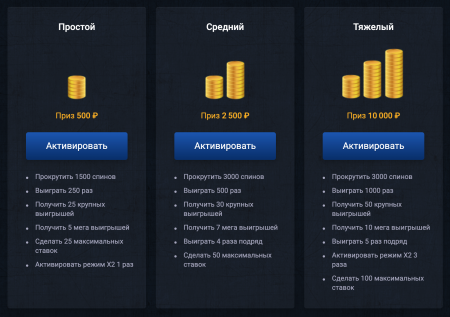 Простой
Приз 500 ₽
Активировать
Прокрутить 1500 спинов
Выиграть 250 раз
Получить 25 крупных
выигрышей
Получить 5 мега выигрышей
Сделать 25 максимальных
ставок
Активировать режим X2 1 раз
Средний
Приз 2 500 ₽
Активировать
Прокрутить 3000 спинов
Выиграть 500 раз
Получить 30 крупных
выигрышей
Получить 7 мега выигрышей
Выиграть 4 раза подряд
Сделать 50 максимальных
ставок
Тяжелый
Приз 10 000 ₽
Активировать
Прокрутить 3000 спинов
Выиграть 1000 раз
Получить 50 крупных
выигрышей
Получить 10 мега выигрышей
Выиграть 5 раз подряд
Активировать режим X2 3
раза
Сделать 100 максимальных
ставок